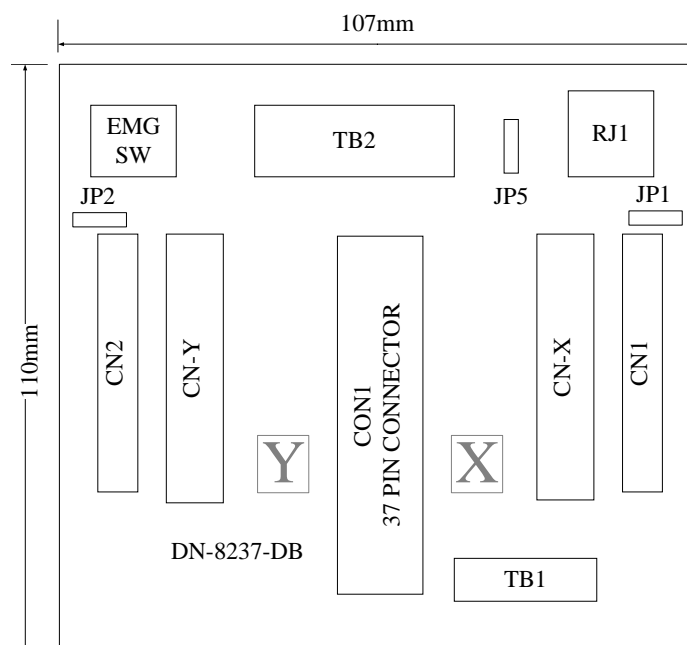 107mm
EMG
SW
TB2
RJ1
JP2
JP5
JP1
110mm
CN2
CN-Y
CON1
37 PIN CONNECTOR
CN-X
CN1
Y
X
DN-8237-DB
TB1